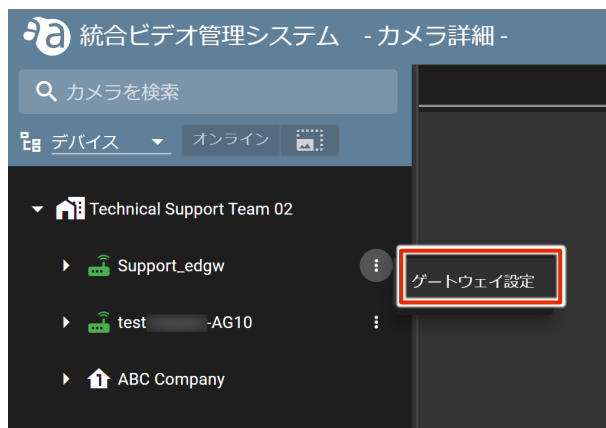 統合ビデオ管理システム - カメラ詳細 -
カメラを検索
デバイス オンライン
Technical Support Team 02
Support_edgw
ゲートウェイ設定
test -AG10
ABC Company